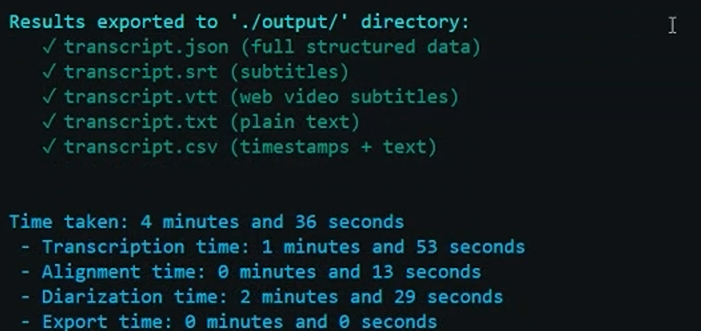 Results exported to './output/' directory:
✓ transcript.json (full structured data)
✓ transcript.srt (subtitles)
✓ transcript.vtt (web video subtitles)
✓ transcript.txt (plain text)
✓ transcript.csv (timestamps + text)
Time taken: 4 minutes and 36 seconds
- Transcription time: 1 minutes and 53 seconds
- Alignment time: 0 minutes and 13 seconds
- Diarization time: 2 minutes and 29 seconds
- Export time: 0 minutes and 0 seconds